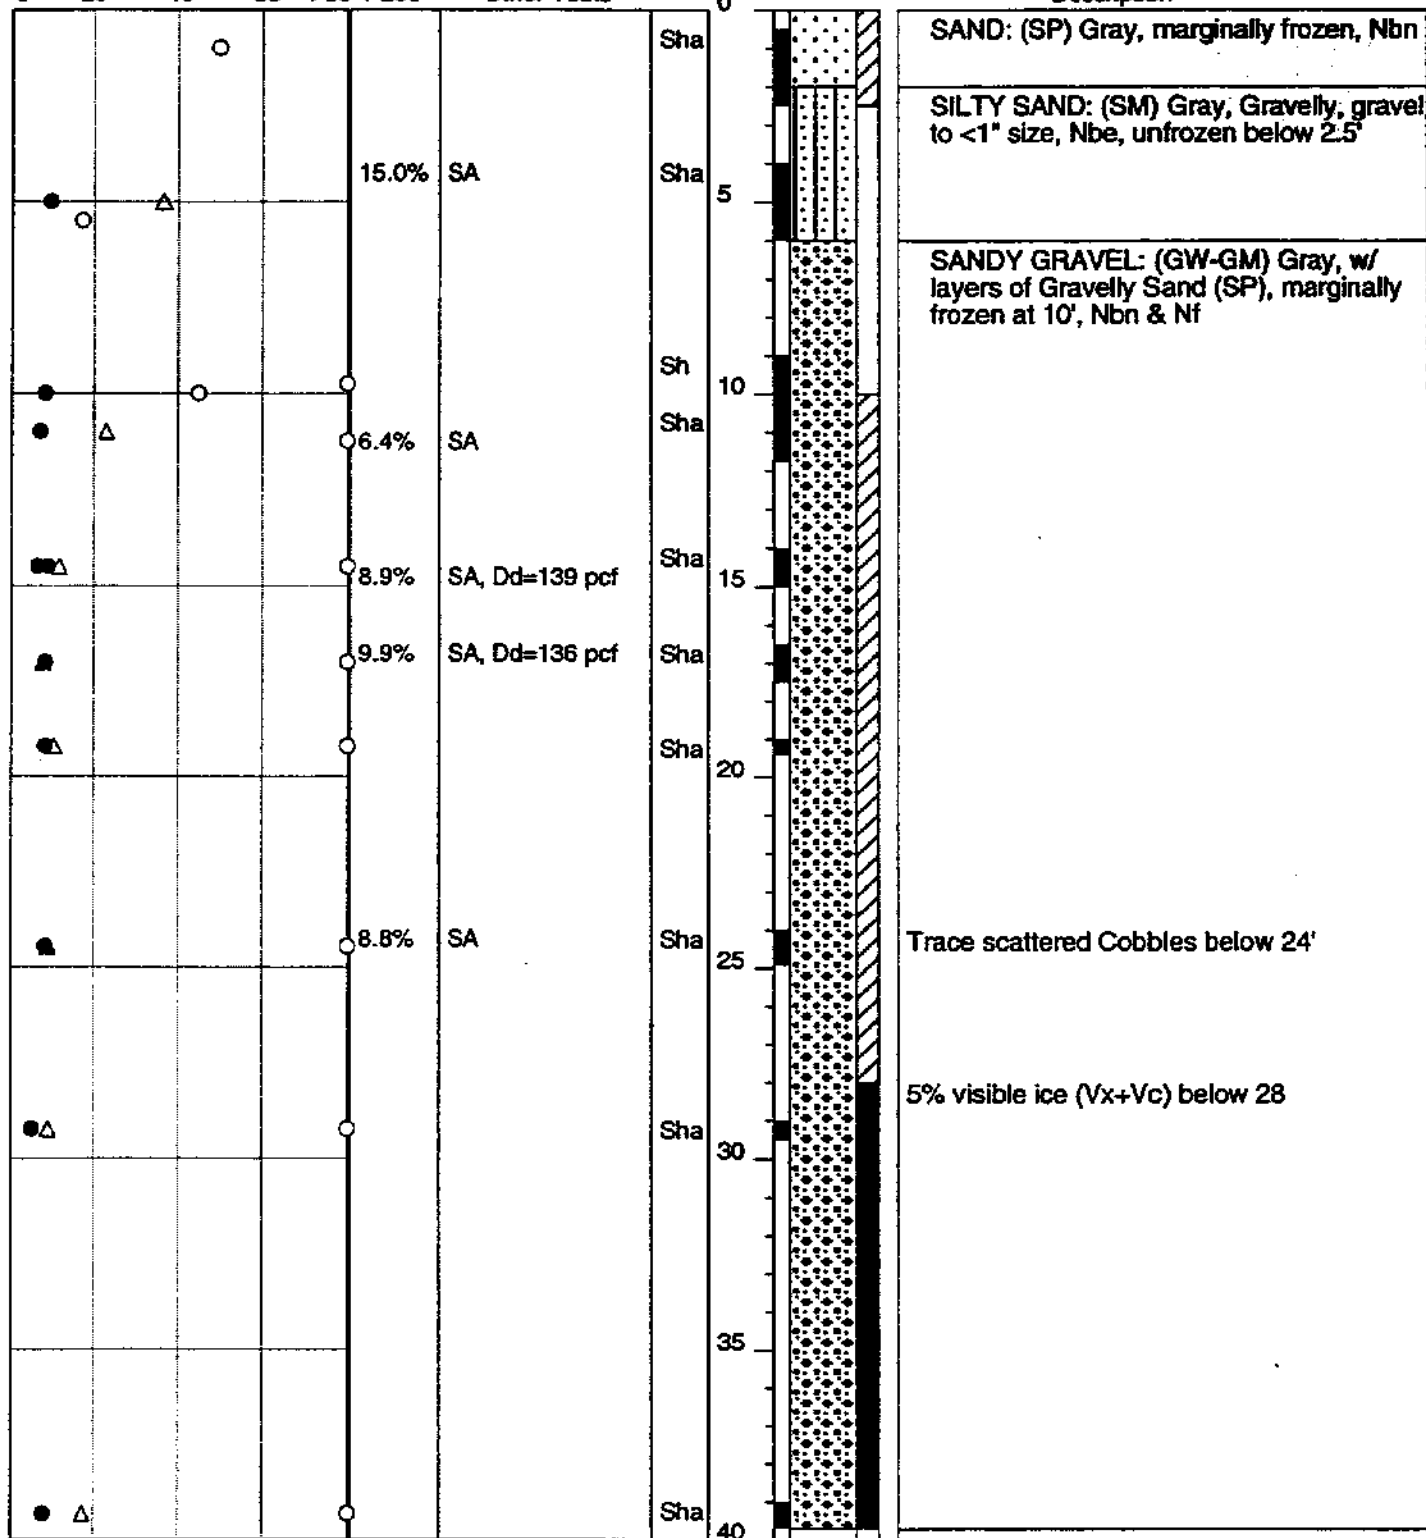 0
SAND: (SP) Gray, marginally frozen, Nbn
Sha
SILTY SAND: (SM) Gray, Gravelly, gravel
to <1" size, Nbe, unfrozen below 2.5'
15.0% SA
Sha
5
SANDY GRAVEL: (GW-GM) Gray, w/
layers of Gravelly Sand (SP), marginally
frozen at 10', Nbn & Nf
Sh
10
Sha
6.4% SA
Sha
8.9% SA, Dd=139 pcf
15
9.9% SA, Dd=136 pcf
Sha
Sha
20
8.8% SA
Sha
Trace scattered Cobbles below 24'
25
5% visible ice (Vx+Vc) below 28
Sha
30
35
Sha
40